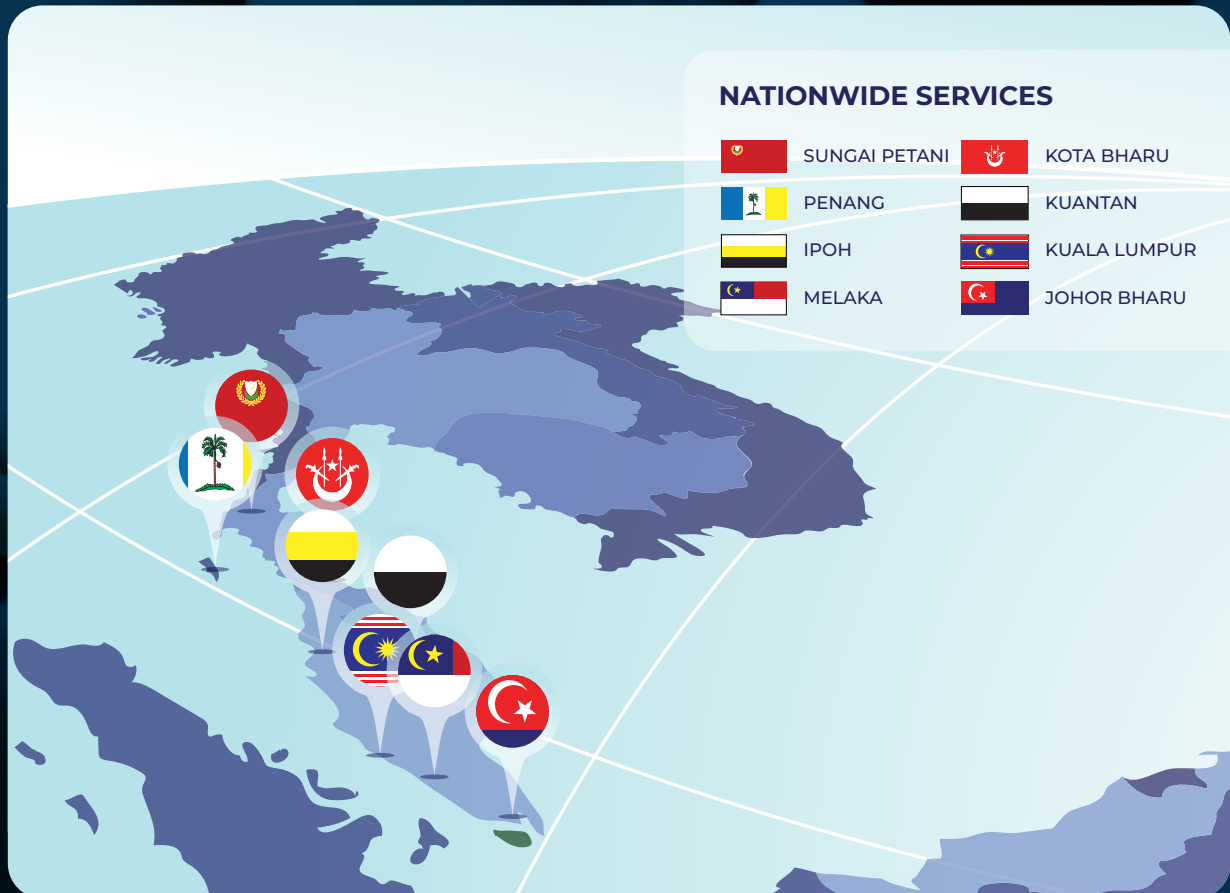 NATIONWIDE SERVICES
SUNGAI PETANI KOTA BHARU
PENANG KUANTAN
IPOH KUALA LUMPUR
MELAKA JOHOR BHARU